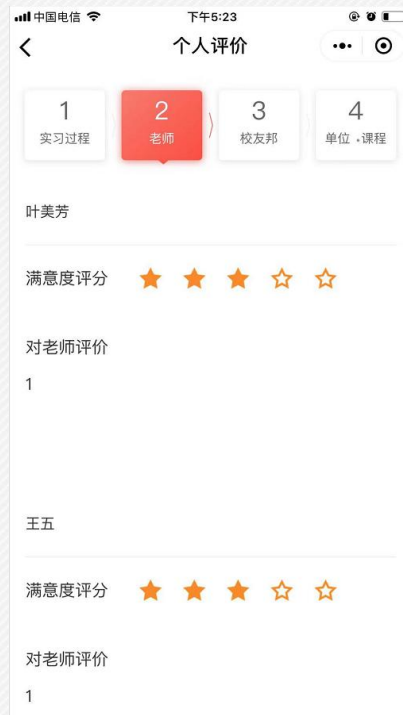 中国电信 下午5:23
个人评价
1 2 3 4
实习过程 老师 校友邦 单位、课程
叶美芳
满意度评分
对老师评价
1
王五
满意度评分
对老师评价
1